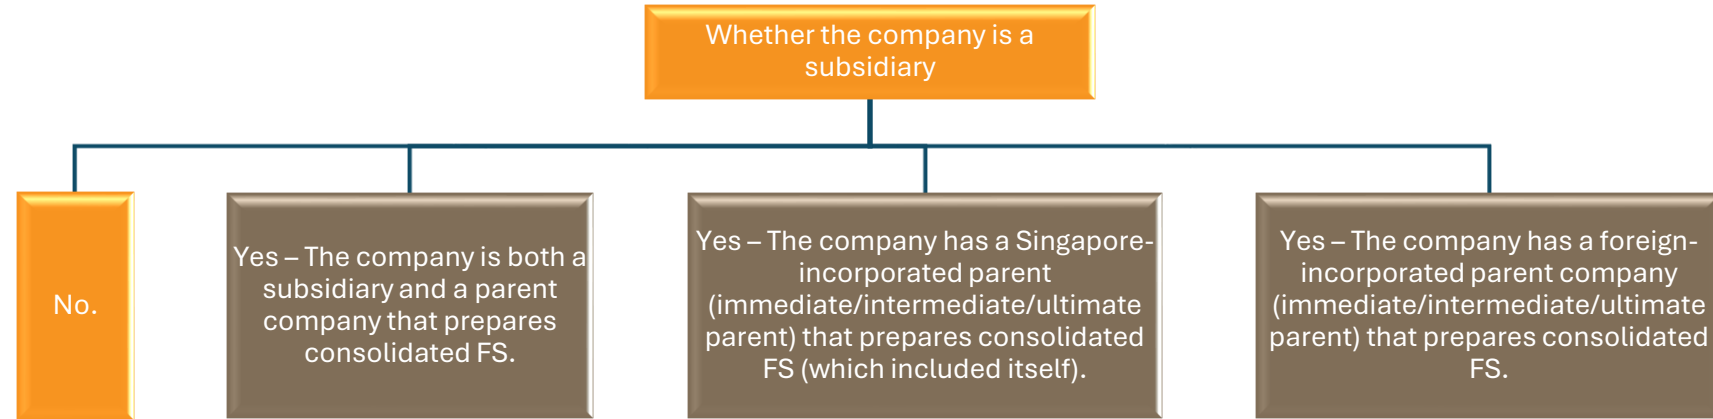 Whether the company is a
subsidiary
No.
Yes – The company is both a
subsidiary and a parent
company that prepares
consolidated FS.
Yes – The company has a Singapore-
incorporated parent
(immediate/intermediate/ultimate
parent) that prepares consolidated
FS (which included itself).
Yes – The company has a foreign-
incorporated parent company
(immediate/intermediate/ultimate
parent) that prepares consolidated
FS.